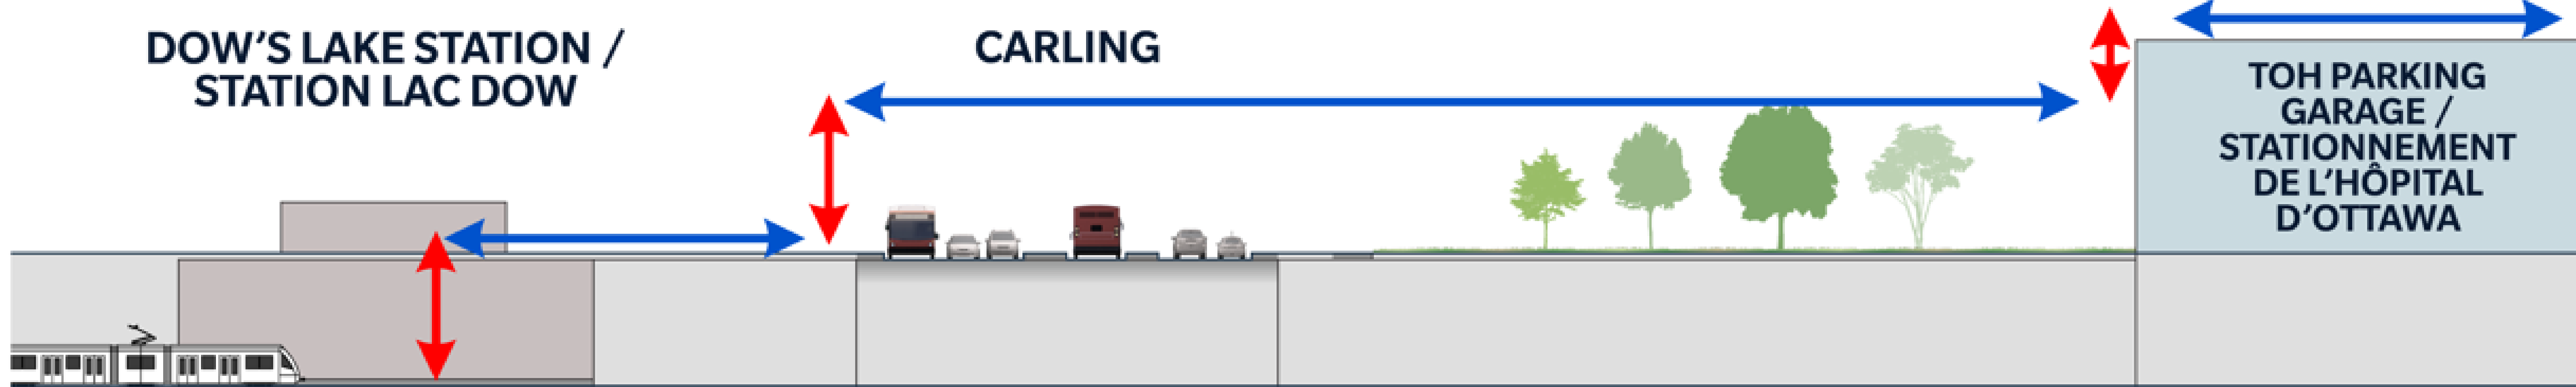 DOW'S LAKE STATION /
STATION LAC DOW
CARLING
TOH PARKING
GARAGE /
STATIONNEMENT
DE L'HÔPITAL
D'OTTAWA